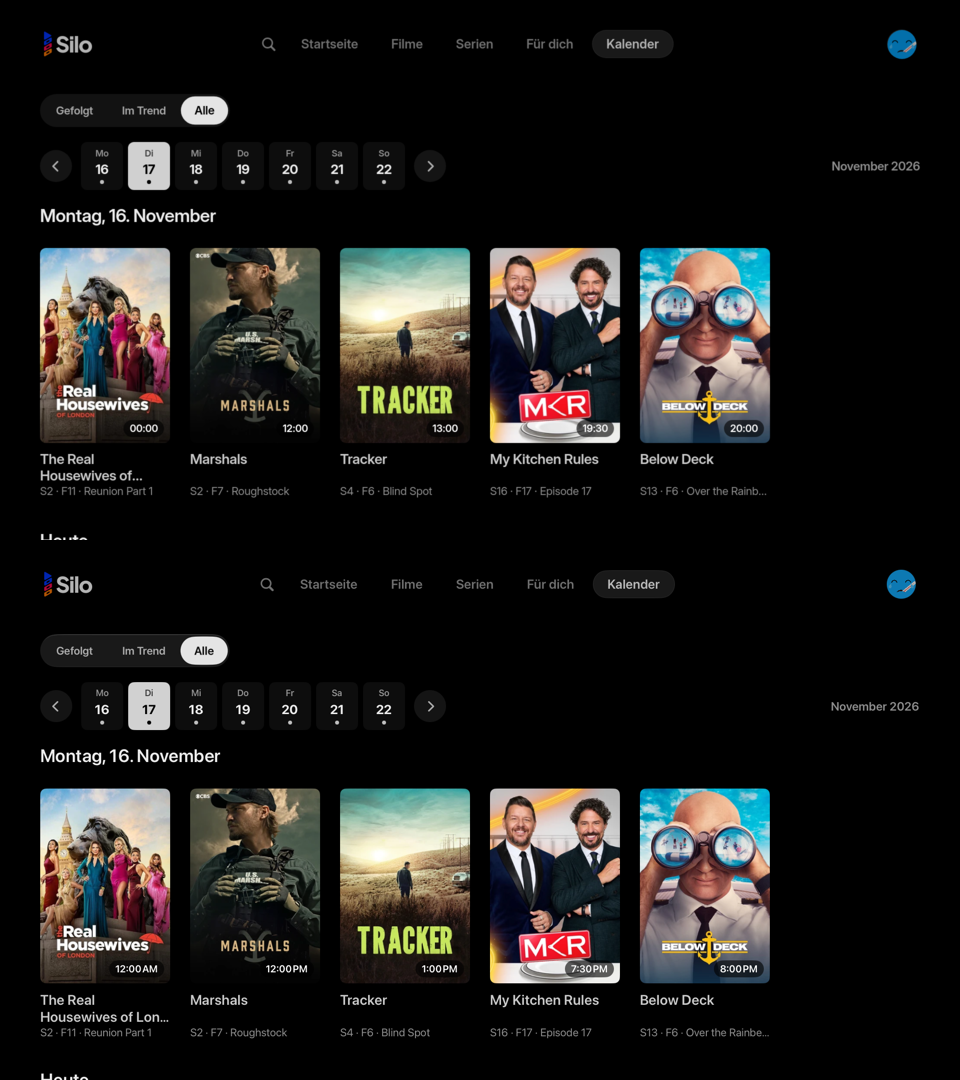 Silo
Startseite
Filme
Serien
Für dich
Kalender
Gefolgt
Im Trend
Alle
Mo
16
Di
17
Mi
18
Do
19
Fr
20
Sa
21
So
22
November 2026
Montag, 16. November
the Real
Housewives
OF LONDON
00:00
CBS
U.S.
MARSH
MARSHALS
12:00
TRACKER
13:00
MKR
19:30
BELOW DECK
20:00
The Real
Housewives of...
S2 · F11 · Reunion Part 1
Marshals
S2 · F7 · Roughstock
Tracker
S4 · F6 · Blind Spot
My Kitchen Rules
S16 · F17 · Episode 17
Below Deck
S13 · F6 · Over the Rainb...
Heute
Silo
Startseite
Filme
Serien
Für dich
Kalender
Gefolgt
Im Trend
Alle
Mo
16
Di
17
Mi
18
Do
19
Fr
20
Sa
21
So
22
November 2026
Montag, 16. November
the Real
Housewives
OF LONDON
12:00 AM
CBS
U.S.
MARSH
MARSHALS
12:00 PM
TRACKER
1:00 PM
MKR
7:30 PM
BELOW DECK
8:00 PM
The Real
Housewives of Lon...
S2 · F11 · Reunion Part 1
Marshals
S2 · F7 · Roughstock
Tracker
S4 · F6 · Blind Spot
My Kitchen Rules
S16 · F17 · Episode 17
Below Deck
S13 · F6 · Over the Rainbe...
Heute